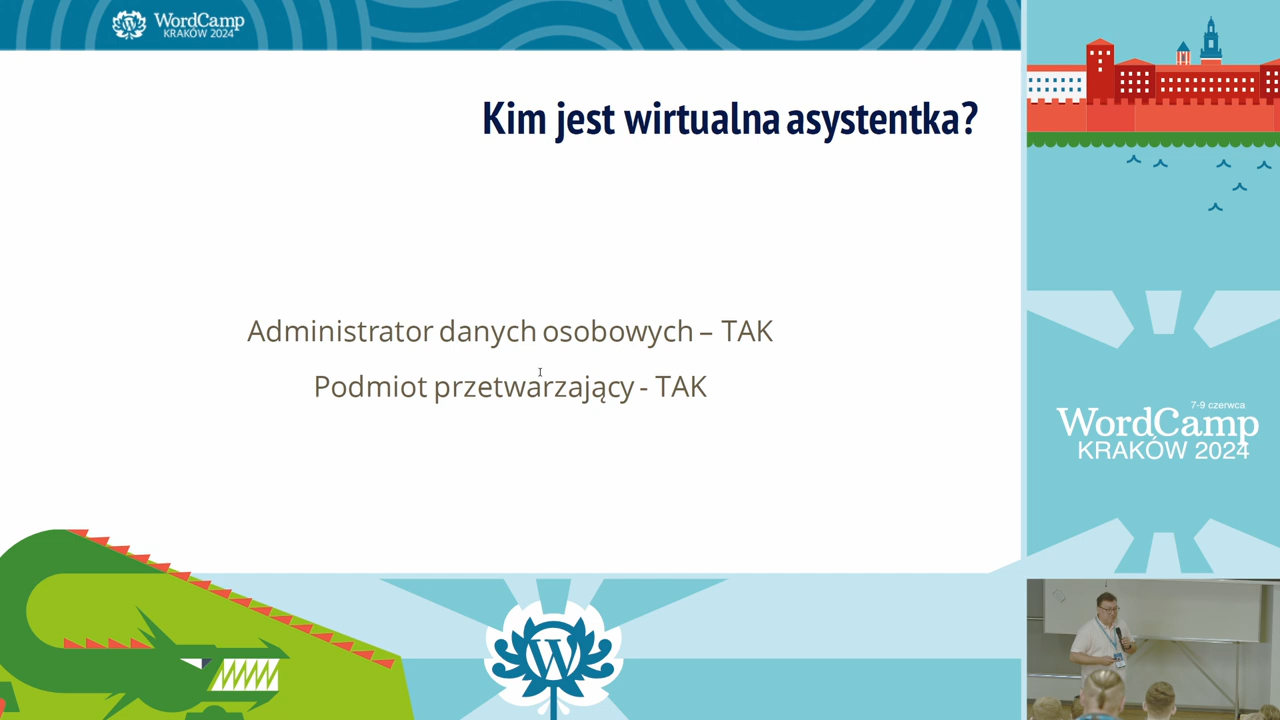 WordCamp
KRAKÓW 2024
Kim jest wirtualna asystentka?
Administrator danych osobowych – TAK
Podmiot przetwarzający - TAK
7-9 czerwca
WordCamp
KRAKÓW 2024
W